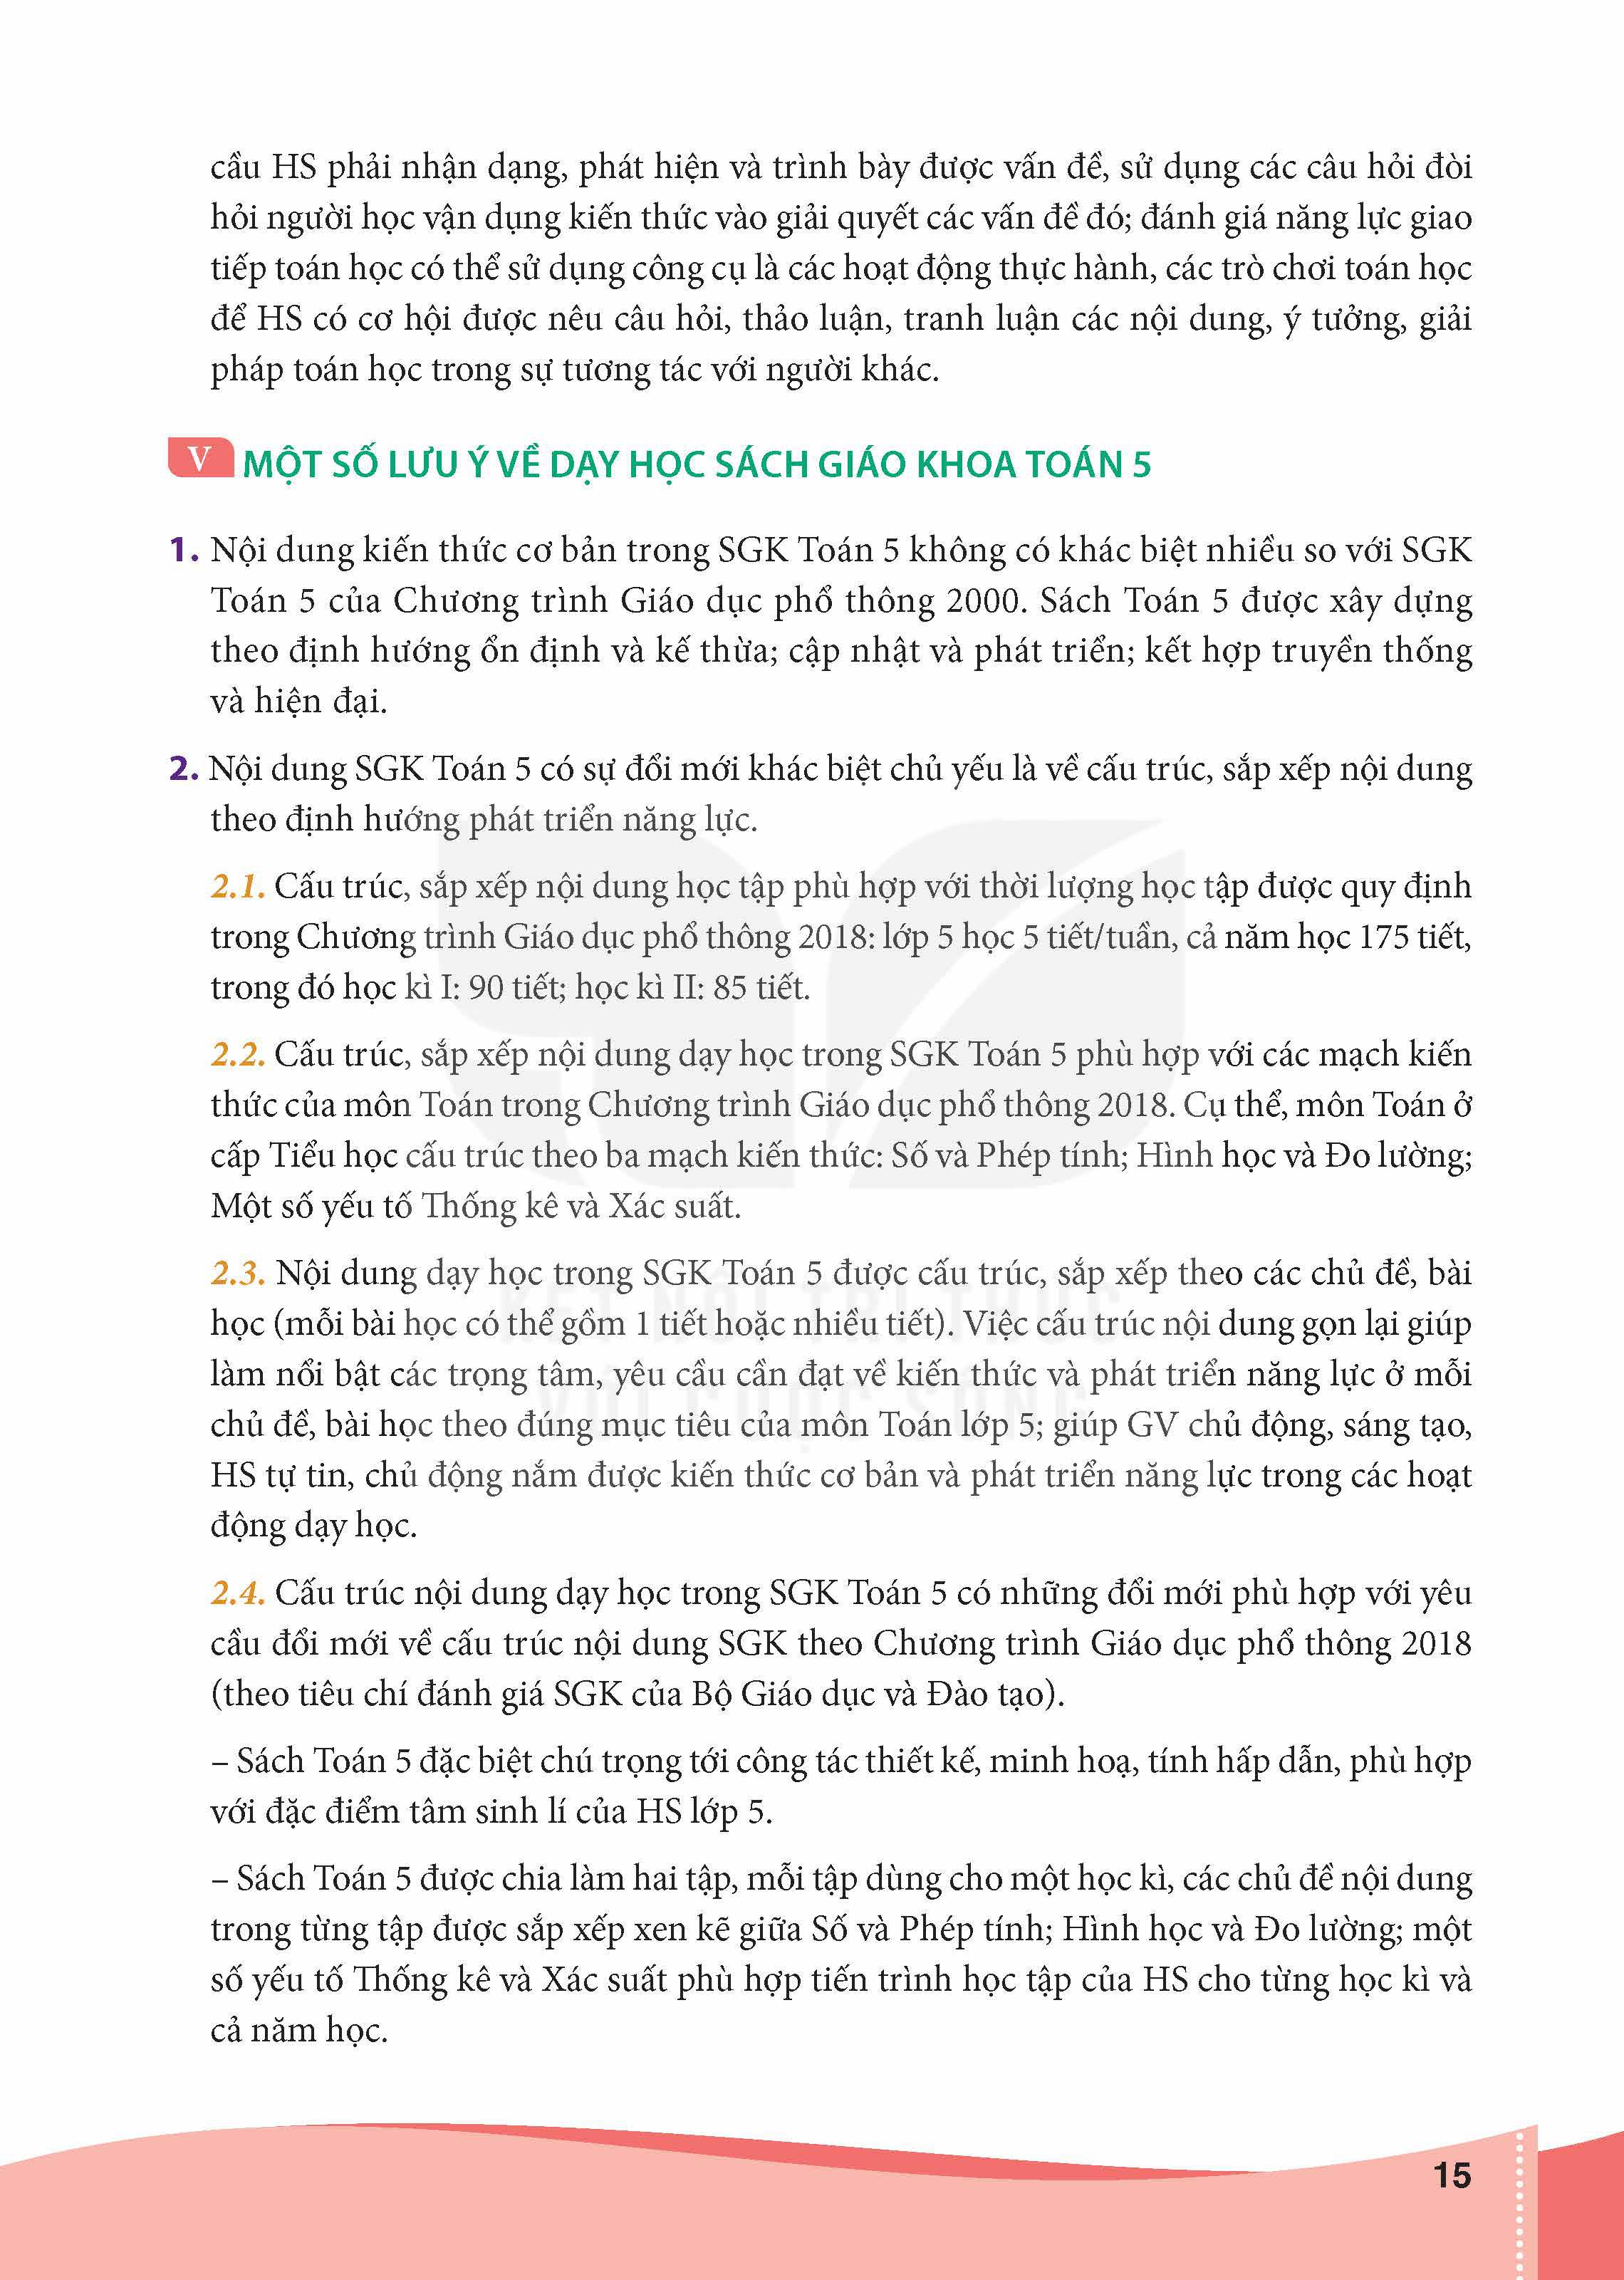 cầu HS phải nhận dạng, phát hiện và trình bày được vấn đề, sử dụng các câu hỏi đòi
hỏi người học vận dụng kiến thức vào giải quyết các vấn đề đó; đánh giá năng lực giao
tiếp toán học có thể sử dụng công cụ là các hoạt động thực hành, các trò chơi toán học
để HS có cơ hội được nêu câu hỏi, thảo luận, tranh luận các nội dung, ý tưởng, giải
pháp toán học trong sự tương tác với người khác.
V MỘT SỐ LƯU Ý VỀ DẠY HỌC SÁCH GIÁO KHOA TOÁN 5
1. Nội dung kiến thức cơ bản trong SGK Toán 5 không có khác biệt nhiều so với SGK
Toán 5 của Chương trình Giáo dục phổ thông 2000. Sách Toán 5 được xây dựng
theo định hướng ổn định và kế thừa; cập nhật và phát triển; kết hợp truyền thống
và hiện đại.
2. Nội dung SGK Toán 5 có sự đổi mới khác biệt chủ yếu là về cấu trúc, sắp xếp nội dung
theo định hướng phát triển năng lực.
2.1. Cấu trúc, sắp xếp nội dung học tập phù hợp với thời lượng học tập được quy định
trong Chương trình Giáo dục phổ thông 2018: lớp 5 học 5 tiết/tuần, cả năm học 175 tiết,
trong đó học kì I: 90 tiết; học kì II: 85 tiết.
2.2. Cấu trúc, sắp xếp nội dung dạy học trong SGK Toán 5 phù hợp với các mạch kiến
thức của môn Toán trong Chương trình Giáo dục phổ thông 2018. Cụ thể, môn Toán ở
cấp Tiểu học cấu trúc theo ba mạch kiến thức: Số và Phép tính; Hình học và Đo lường;
Một số yếu tố Thống kê và Xác suất.
2.3. Nội dung dạy học trong SGK Toán 5 được cấu trúc, sắp xếp theo các chủ đề, bài
học (mỗi bài học có thể gồm 1 tiết hoặc nhiều tiết). Việc cấu trúc nội dung gọn lại giúp
làm nổi bật các trọng tâm, yêu cầu cần đạt về kiến thức và phát triển năng lực ở mỗi
chủ đề, bài học theo đúng mục tiêu của môn Toán lớp 5; giúp GV chủ động, sáng tạo,
HS tự tin, chủ động nắm được kiến thức cơ bản và phát triển năng lực trong các hoạt
động dạy học.
KẾT NỐI TRI THỨC
VỚI CUỘC SỐNG
2.4. Cấu trúc nội dung dạy học trong SGK Toán 5 có những đổi mới phù hợp với yêu
cầu đổi mới về cấu trúc nội dung SGK theo Chương trình Giáo dục phổ thông 2018
(theo tiêu chí đánh giá SGK của Bộ Giáo dục và Đào tạo).
– Sách Toán 5 đặc biệt chú trọng tới công tác thiết kế, minh hoạ, tính hấp dẫn, phù hợp
với đặc điểm tâm sinh lí của HS lớp 5.
– Sách Toán 5 được chia làm hai tập, mỗi tập dùng cho một học kì, các chủ đề nội dung
trong từng tập được sắp xếp xen kẽ giữa Số và Phép tính; Hình học và Đo lường; một
số yếu tố Thống kê và Xác suất phù hợp tiến trình học tập của HS cho từng học kì và
cả năm học.
15